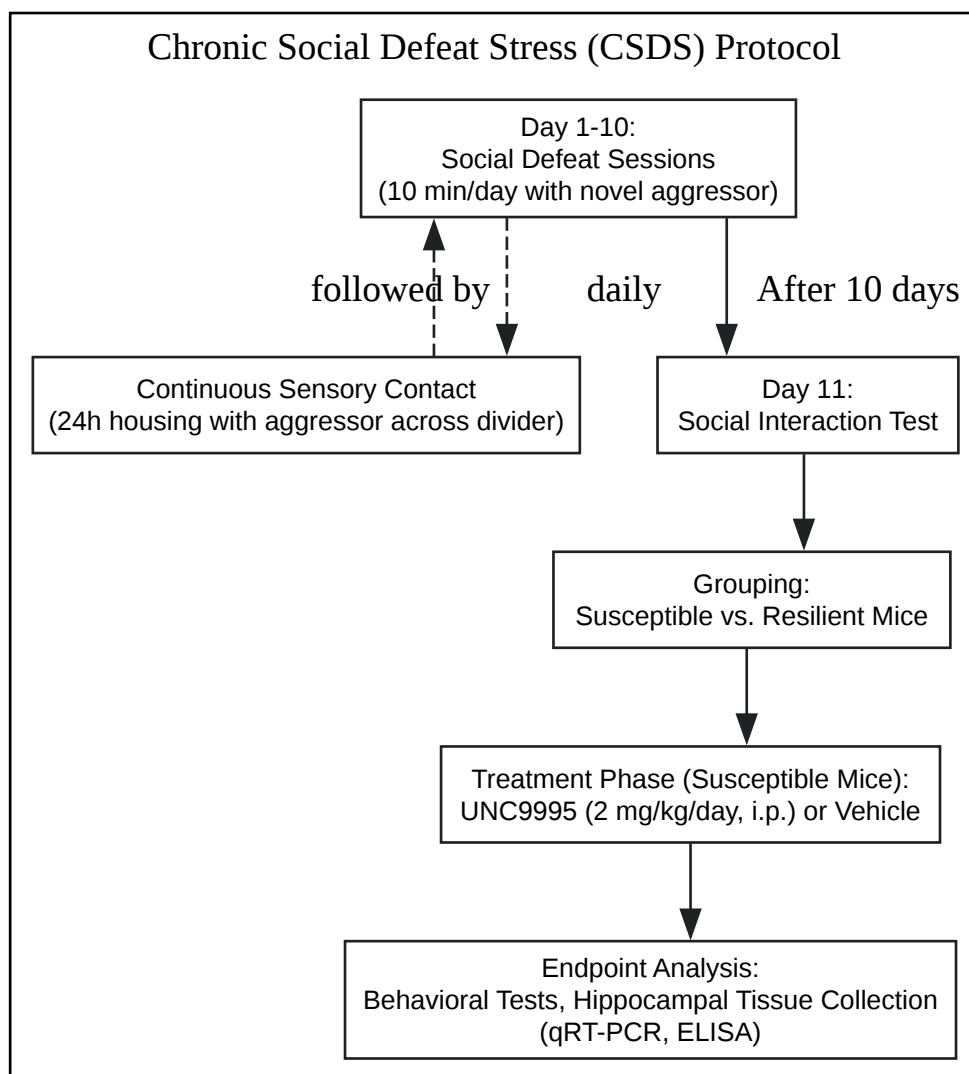 Chronic Social Defeat Stress (CSDS) Protocol
Day 1-10:
Social Defeat Sessions
(10 min/day with novel aggressor)
followed by
daily
After 10 days
Continuous Sensory Contact
(24h housing with aggressor across divider)
Day 11:
Social Interaction Test
Grouping:
Susceptible vs. Resilient Mice
Treatment Phase (Susceptible Mice):
UNC9995 (2 mg/kg/day, i.p.) or Vehicle
Endpoint Analysis:
Behavioral Tests, Hippocampal Tissue Collection
(qRT-PCR, ELISA)